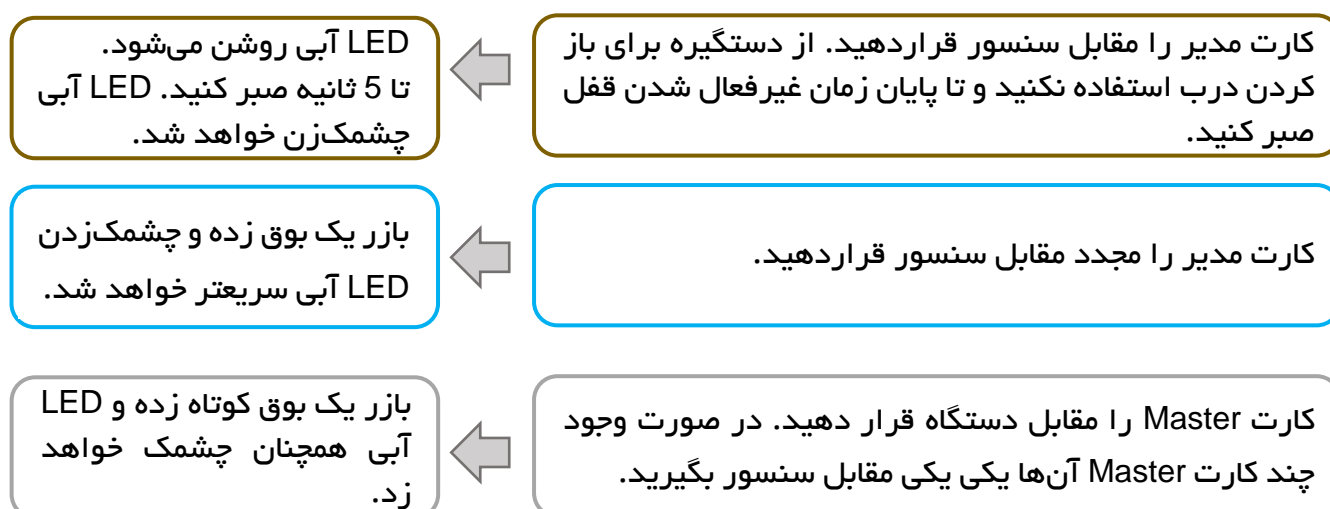 کارت مدیر را مقابل سنسور قراردهید. از دستگیره برای باز
کردن درب استفاده نکنید و تا پایان زمان غیرفعال شدن قفل
صبر کنید.
LED آبی روشن می‌شود.
تا 5 ثانیه صبر کنید. LED آبی
چشمک‌زن خواهد شد.
کارت مدیر را مجدد مقابل سنسور قراردهید.
بازر یک بوق زده و چشمک‌زدن
LED آبی سریعتر خواهد شد.
کارت Master را مقابل دستگاه قرار دهید. در صورت وجود
چند کارت Master آن‌ها یکی یکی مقابل سنسور بگیرید.
بازر یک بوق کوتاه زده و LED
آبی همچنان چشمک خواهد
زد.